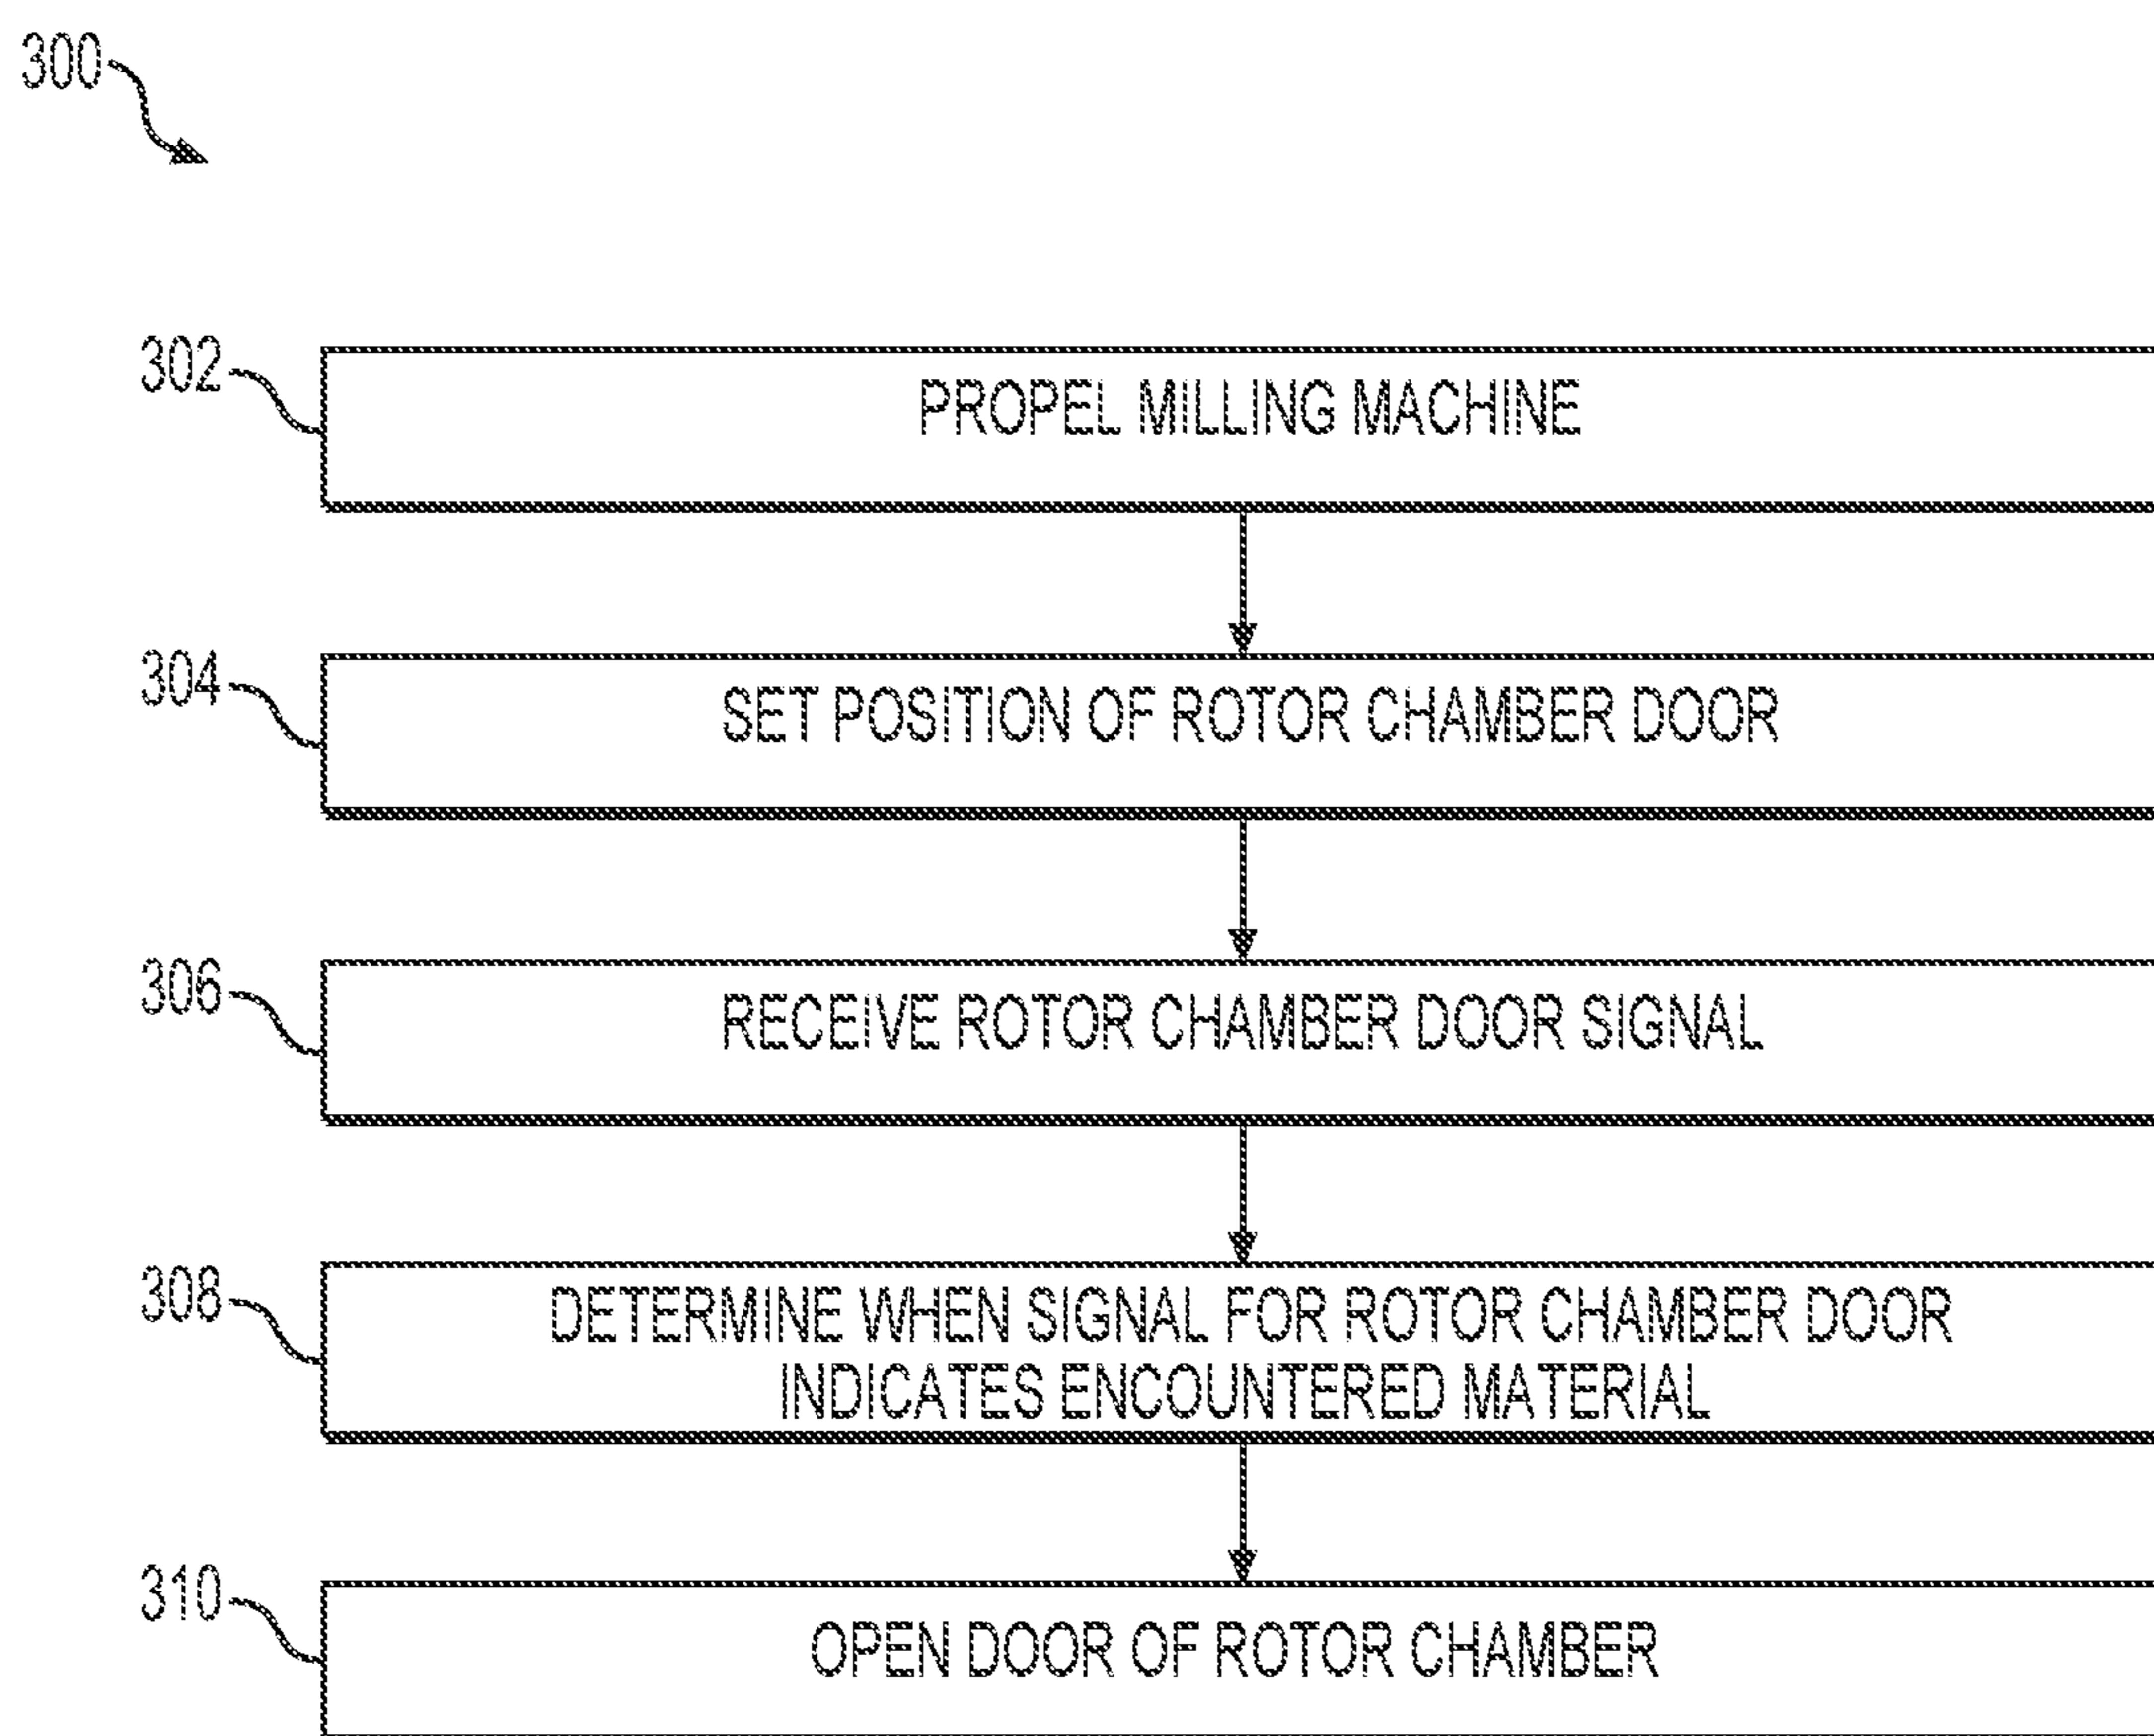 300
302
PROPEL MILLING MACHINE
304
SET POSITION OF ROTOR CHAMBER DOOR
306
RECEIVE ROTOR CHAMBER DOOR SIGNAL
308
DETERMINE WHEN SIGNAL FOR ROTOR CHAMBER DOOR
INDICATES ENCOUNTERED MATERIAL
310
OPEN DOOR OF ROTOR CHAMBER